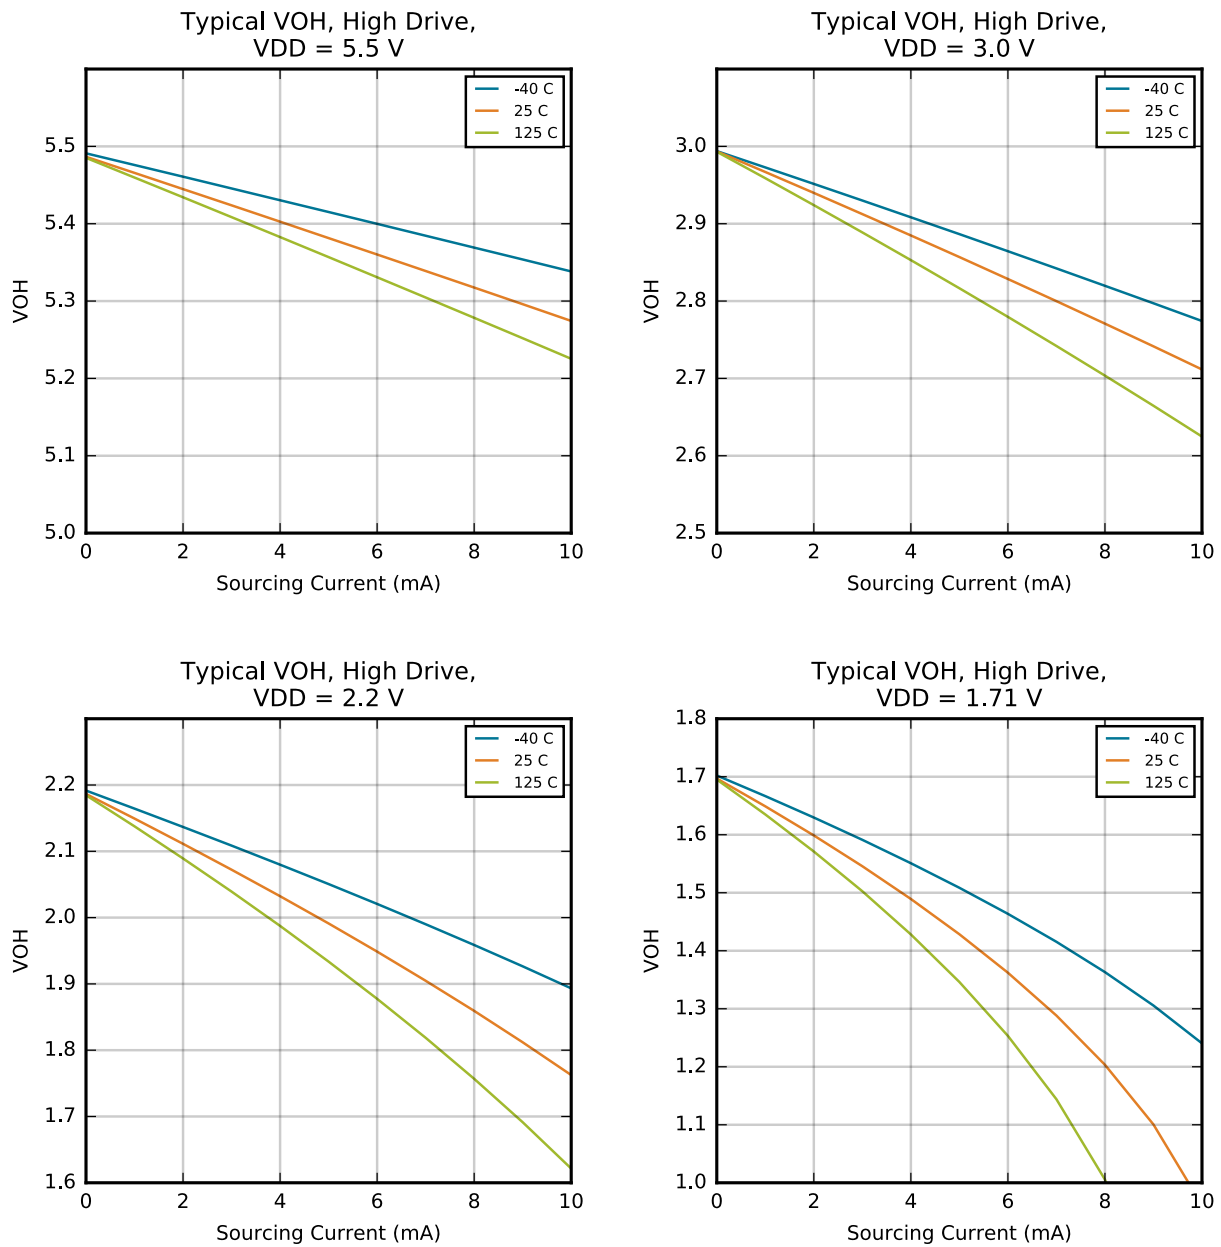 Typical VOH, High Drive,
VDD = 5.5 V
-40 C
25 C
125 C
5.5
5.4
5.3
5.2
5.1
5.0
VOH
0 2 4 6 8 10
Sourcing Current (mA)
Typical VOH, High Drive,
VDD = 3.0 V
-40 C
25 C
125 C
3.0
2.9
2.8
2.7
2.6
2.5
VOH
0 2 4 6 8 10
Sourcing Current (mA)
Typical VOH, High Drive,
VDD = 2.2 V
-40 C
25 C
125 C
2.2
2.1
2.0
1.9
1.8
1.7
1.6
VOH
0 2 4 6 8 10
Sourcing Current (mA)
Typical VOH, High Drive,
VDD = 1.71 V
-40 C
25 C
125 C
1.8
1.7
1.6
1.5
1.4
1.3
1.2
1.1
1.0
VOH
0 2 4 6 8 10
Sourcing Current (mA)